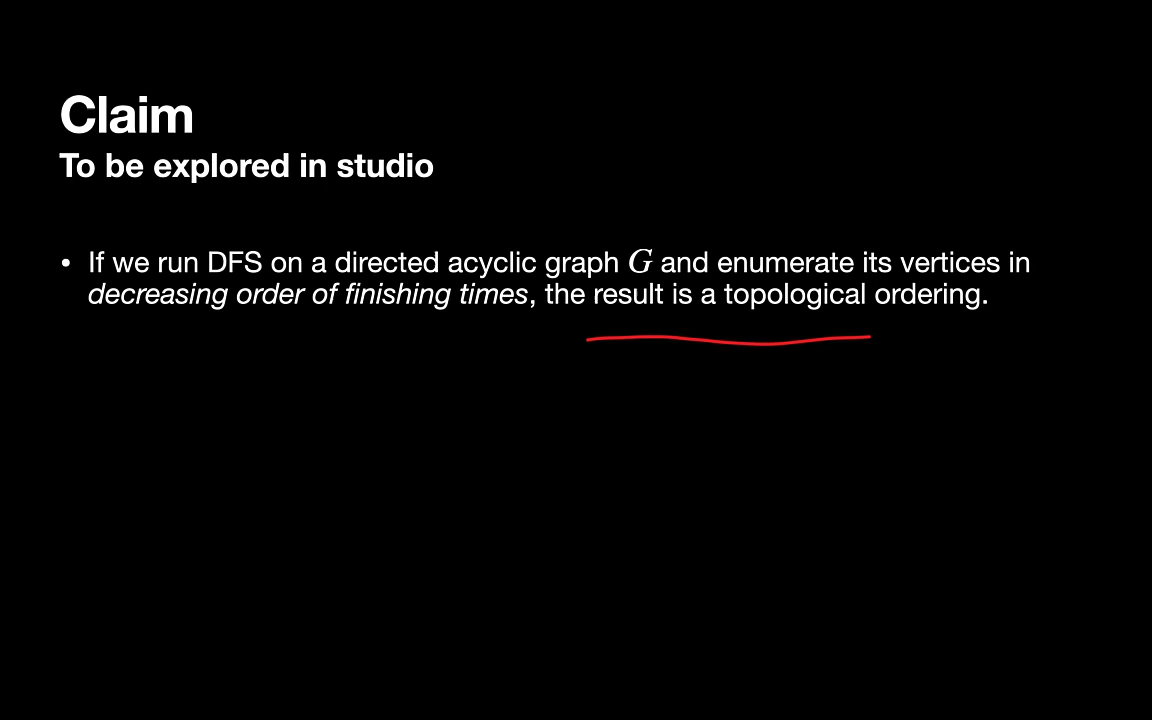 Claim
To be explored in studio
• If we run DFS on a directed acyclic graph G and enumerate its vertices in
decreasing order of finishing times, the result is a topological ordering.